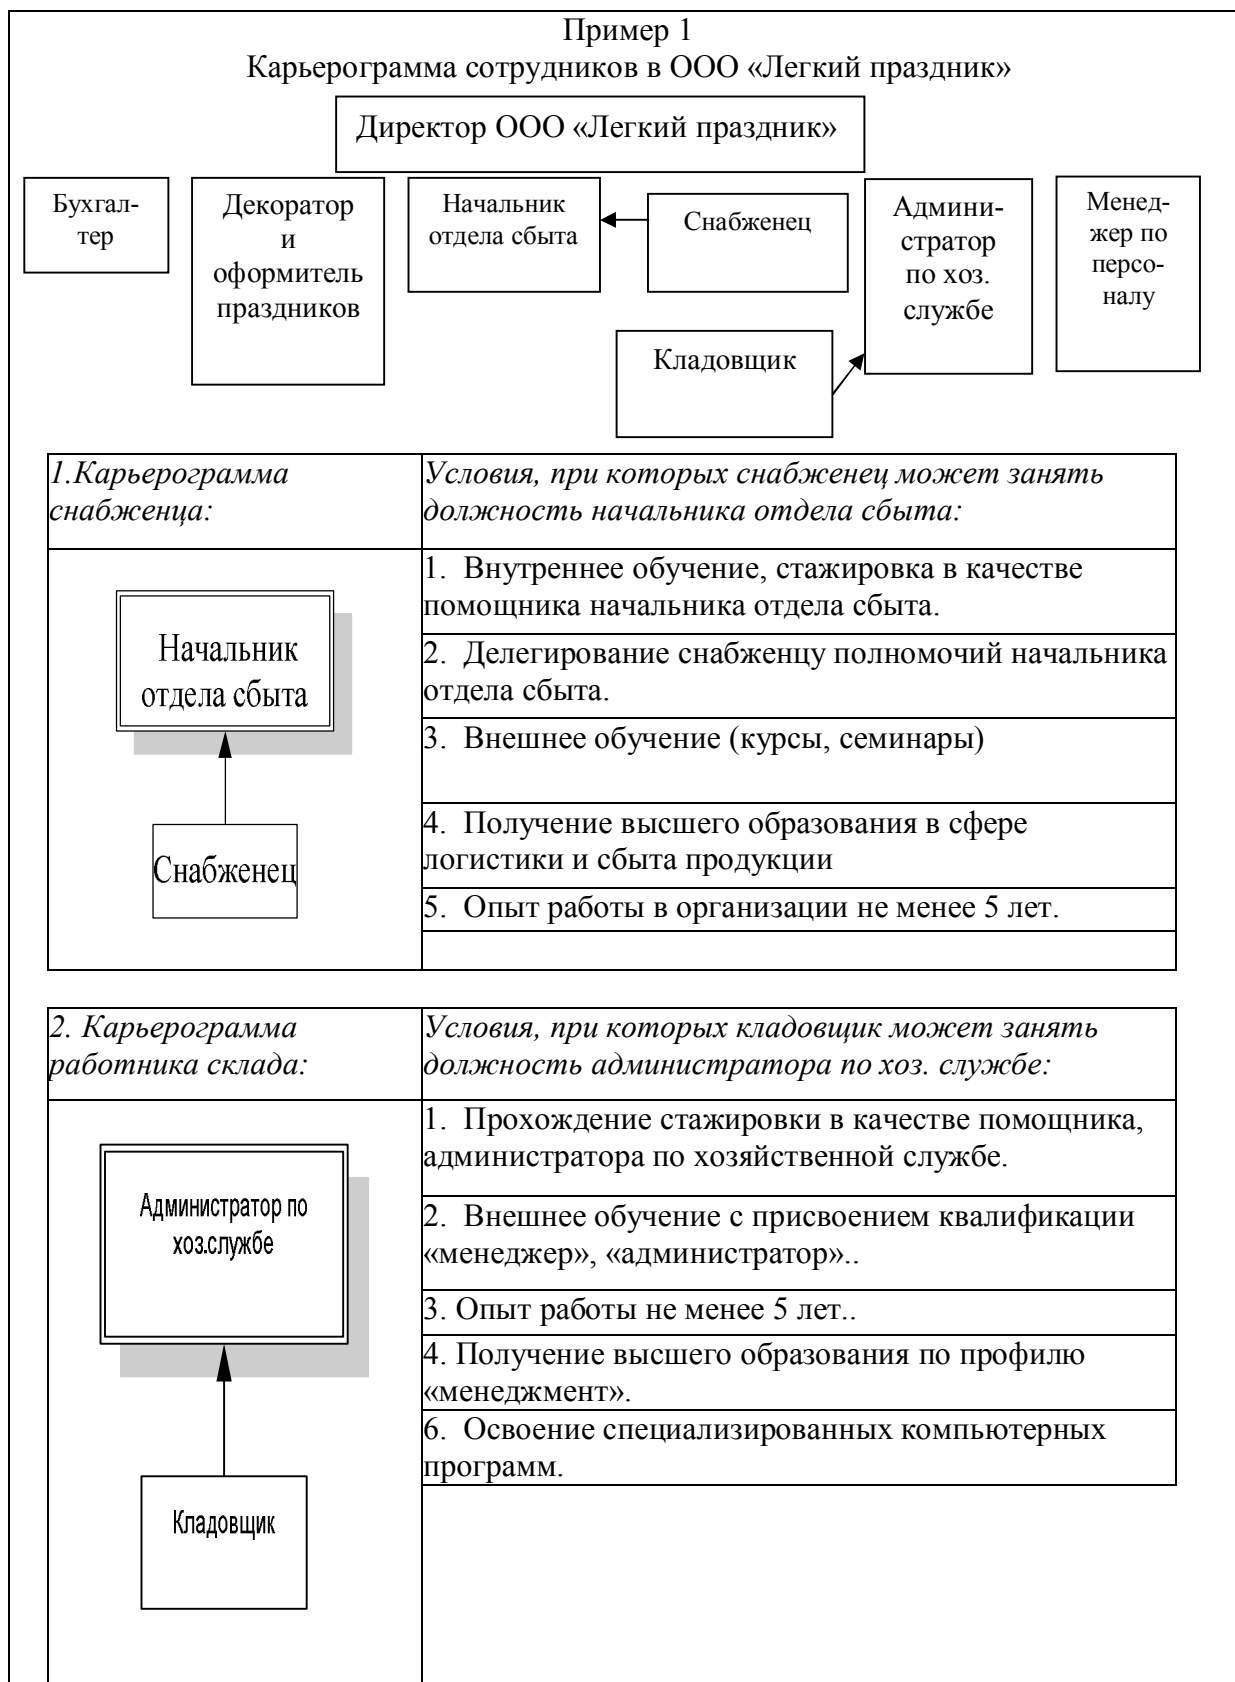 Пример 1
Карьерограмма сотрудников в ООО «Легкий праздник»
Директор ООО «Легкий праздник»
Бухгал-
тер
Декоратор
и
оформитель
праздников
Начальник
отдела сбыта
Снабженец
Админи-
стратор
по хоз.
службе
Менед-
жер по
персо-
налу
Кладовщик
1.Карьерограмма
снабженца:
Условия, при которых снабженец может занять
должность начальника отдела сбыта:
Начальник
отдела сбыта
Снабженец
1. Внутреннее обучение, стажировка в качестве
помощника начальника отдела сбыта.
2. Делегирование снабженцу полномочий начальника
отдела сбыта.
3. Внешнее обучение (курсы, семинары)
4. Получение высшего образования в сфере
логистики и сбыта продукции
5. Опыт работы в организации не менее 5 лет.
2. Карьерограмма
работника склада:
Условия, при которых кладовщик может занять
должность администратора по хоз. службе:
Администратор по
хоз.службе
Кладовщик
1. Прохождение стажировки в качестве помощника,
администратора по хозяйственной службе.
2. Внешнее обучение с присвоением квалификации
«менеджер», «администратор»..
3. Опыт работы не менее 5 лет..
4. Получение высшего образования по профилю
«менеджмент».
6. Освоение специализированных компьютерных
программ.